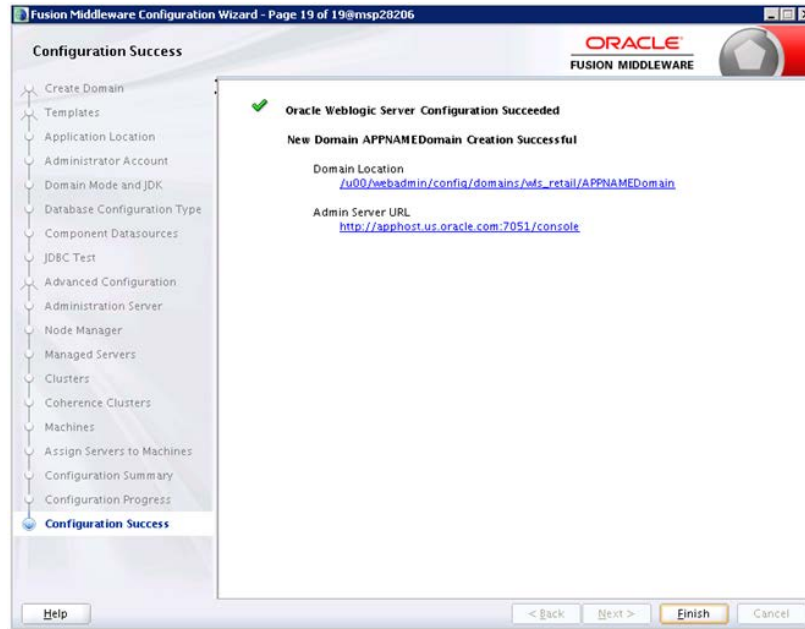 Fusion Middleware Configuration Wizard - Page 19 of 19@msp28206
Configuration Success
ORACLE
FUSION MIDDLEWARE
Create Domain
Templates
Application Location
Administrator Account
Domain Mode and JDK
Database Configuration Type
Component Datasources
JDBC Test
Advanced Configuration
Administration Server
Node Manager
Managed Servers
Clusters
Coherence Clusters
Machines
Assign Servers to Machines
Configuration Summary
Configuration Progress
Configuration Success
Oracle Weblogic Server Configuration Succeeded
New Domain APPNAMEDomain Creation Successful
Domain Location
/u00/webadmin/config/domains/wls_retail/APPNAMEDomain
Admin Server URL
http://apphost.us.oracle.com:7051/console
Help
< Back
Next >
Finish
Cancel